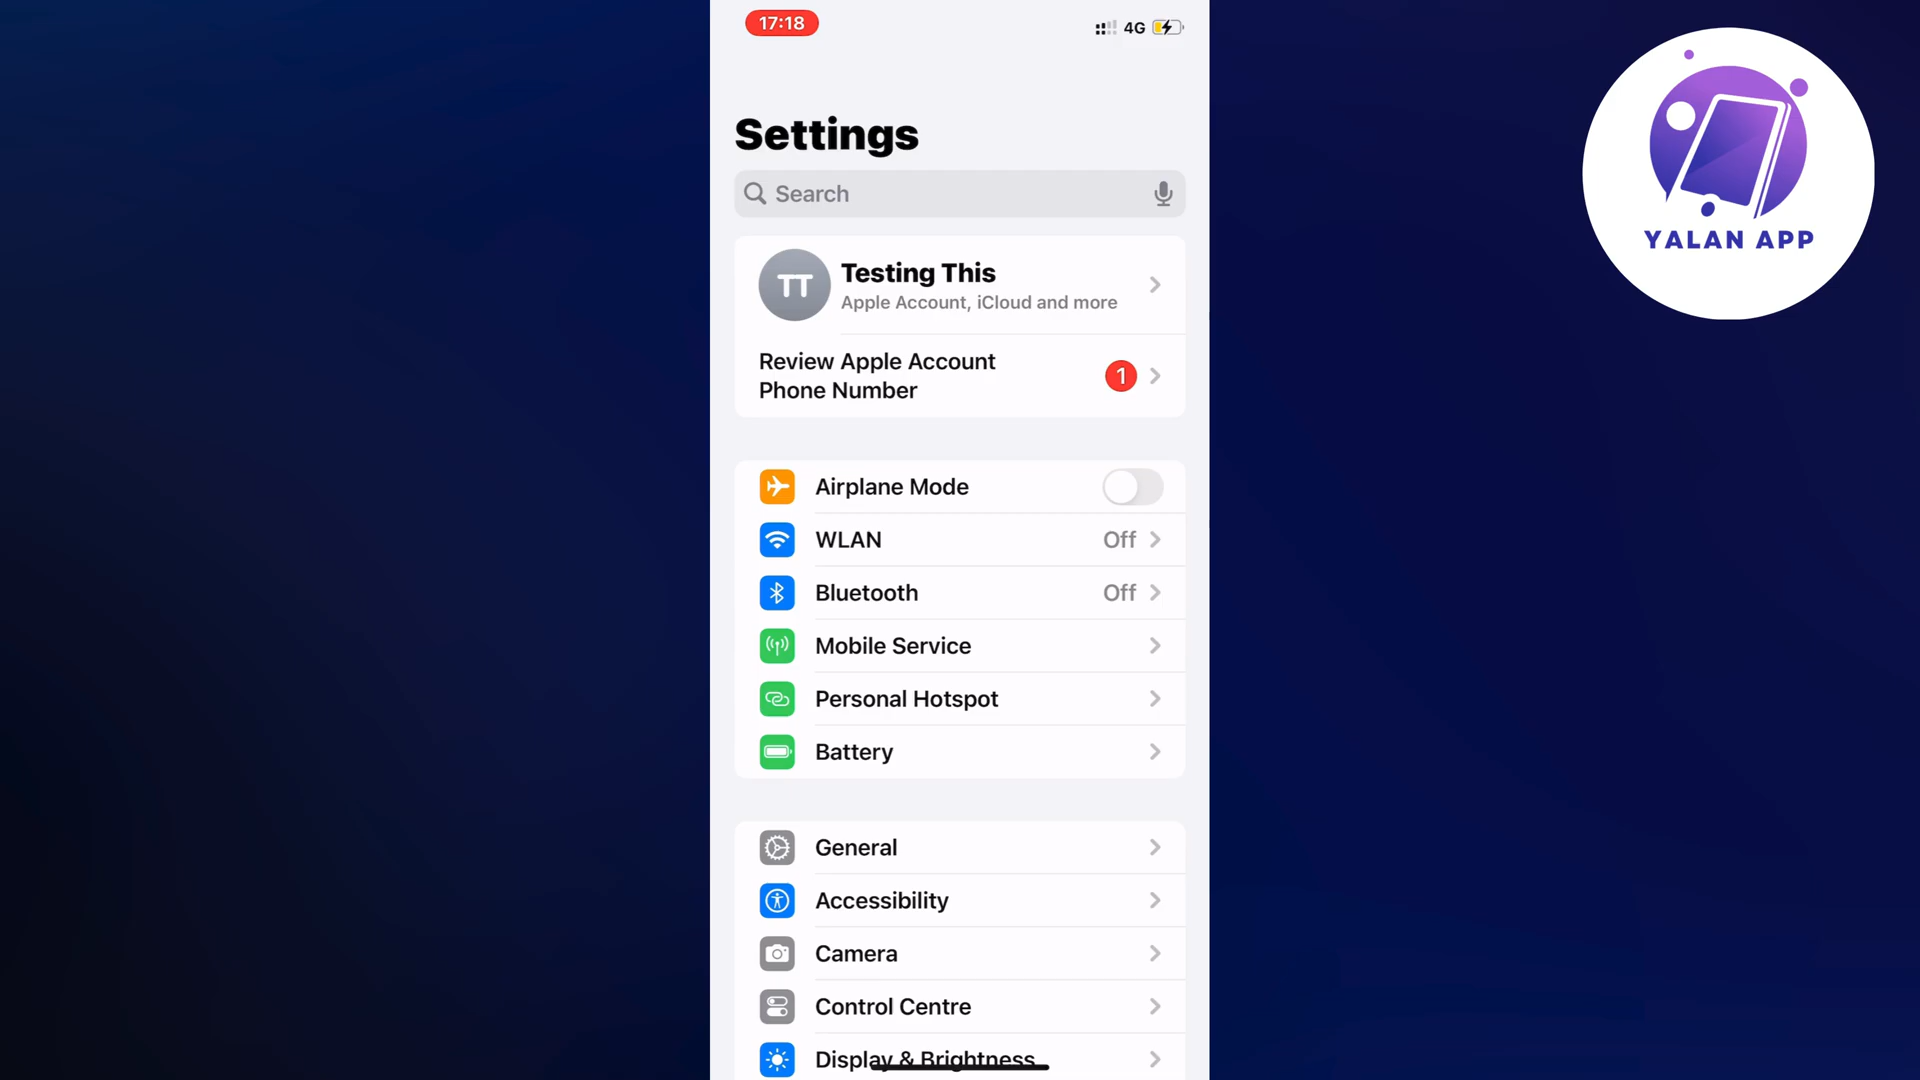 17:18
4G
YALAN APP
Settings
Search
TT
Testing This
Apple Account, iCloud and more
Review Apple Account
Phone Number
1
Airplane Mode
WLAN Off
Bluetooth Off
Mobile Service
Personal Hotspot
Battery
General
Accessibility
Camera
Control Centre
Display & Brightness